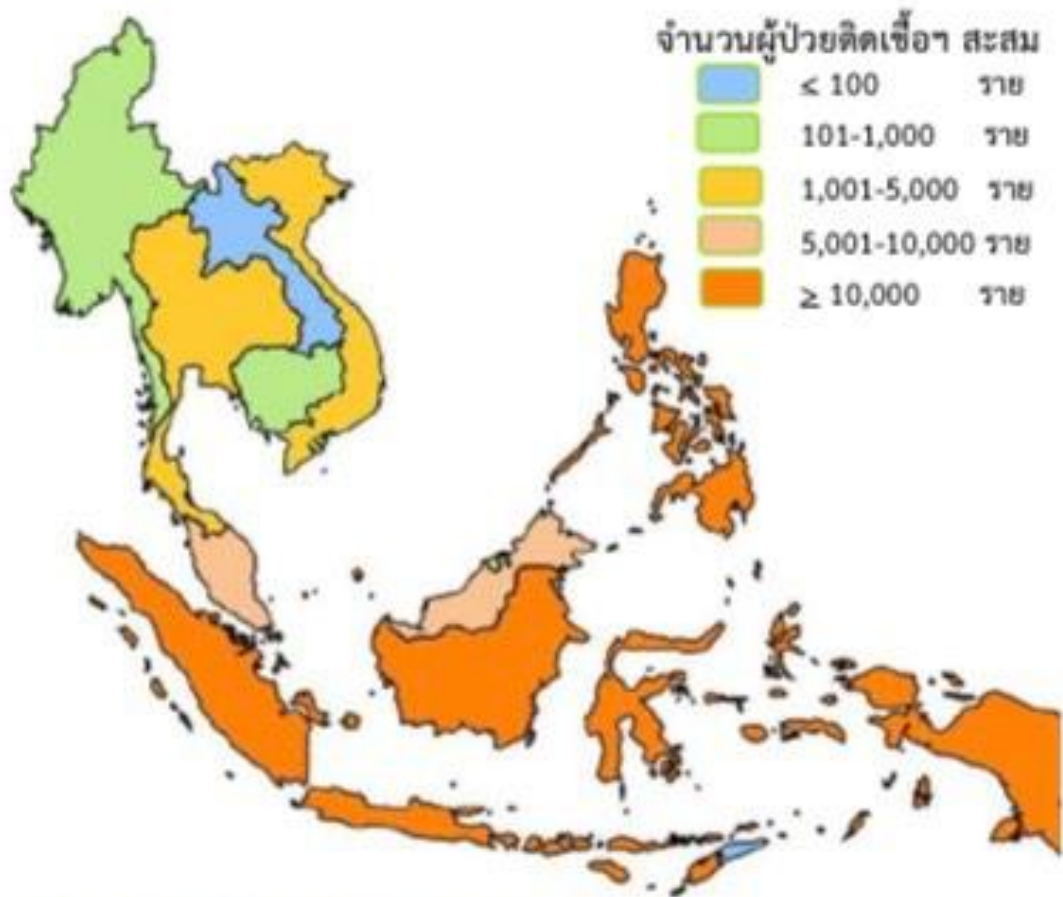 จำนวนผู้ป่วยติดเชื้อฯ สะสม
≤ 100 ราย
101-1,000 ราย
1,001-5,000 ราย
5,001-10,000 ราย
≥ 10,000 ราย